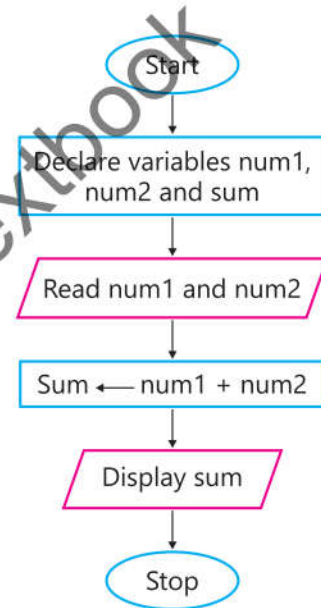 Start
Declare variables num1,
num2 and sum
Read num1 and num2
Sum ← num1 + num2
Display sum
Stop